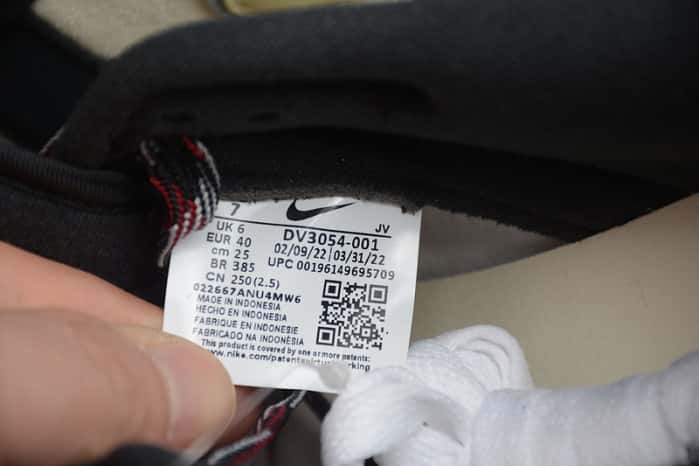 7
UK 6
EUR 40
cm 25
BR 385
CN 250(2.5)
JV
DV3054-001
02/09/22 03/31/22
UPC 00196149695709
022667ANU4MW6
MADE IN INDONESIA
HECHO EN INDONESIA
FABRIQUE EN INDONESIE
FABRICADO NA INDONÉSIA
This product is covered by one or more patents: